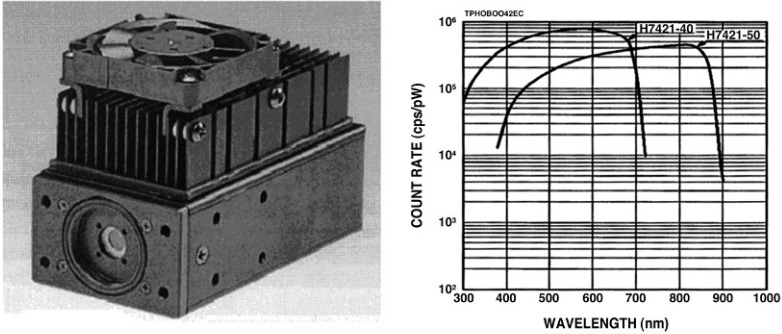 TPHOBOO42EC
10⁶
H7421-40
H7421-50
10⁵
10⁴
10³
10²
COUNT RATE (cps/pW)
300 400 500 600 700 800 900 1000
WAVELENGTH (nm)